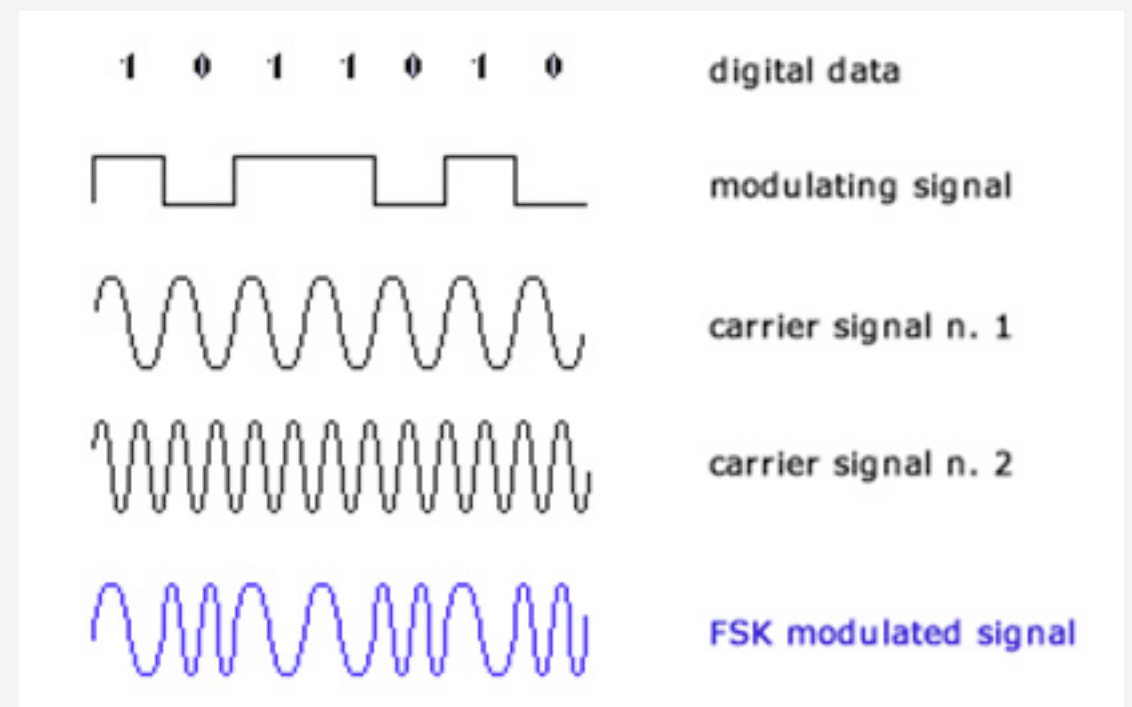 1 0 1 1 0 1 0 digital data
modulating signal
carrier signal n. 1
carrier signal n. 2
FSK modulated signal